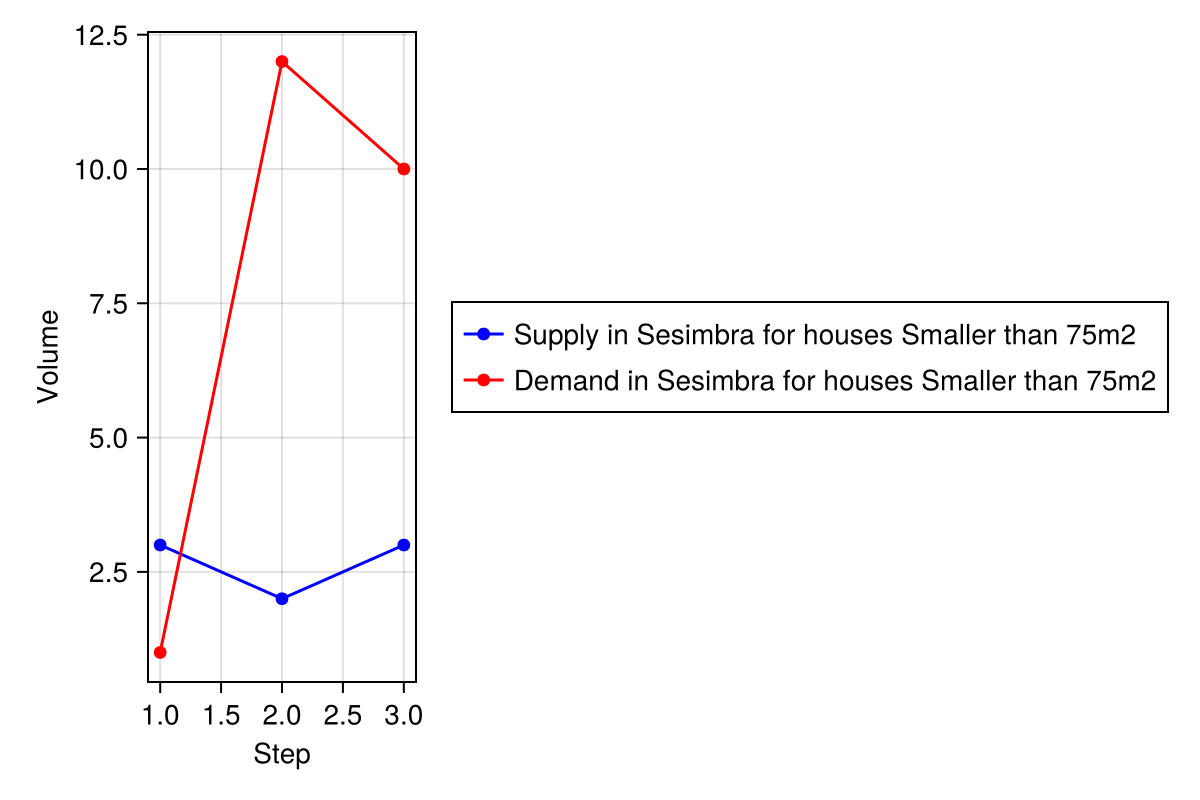 12.5
10.0
7.5
5.0
2.5
Volume
1.0 1.5 2.0 2.5 3.0
Step
Supply in Sesimbra for houses Smaller than 75m2
Demand in Sesimbra for houses Smaller than 75m2